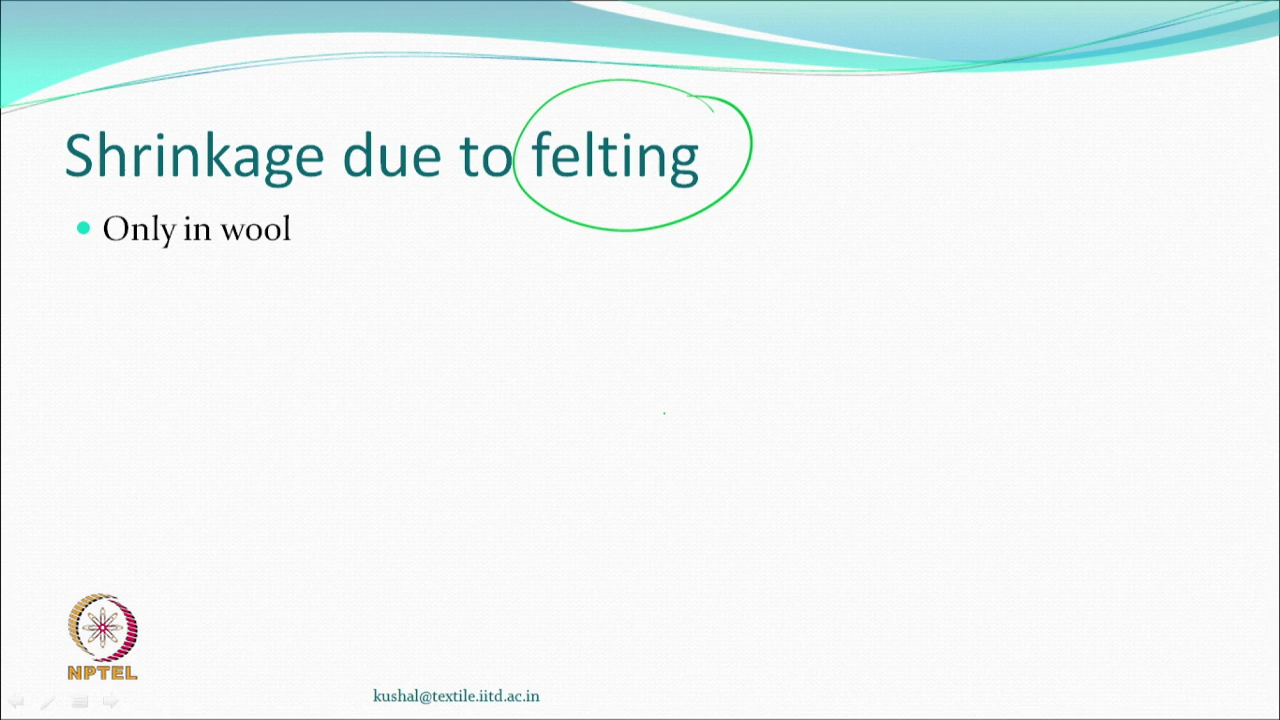 Shrinkage due to felting
Only in wool
NPTEL
kushal@textile.iitd.ac.in